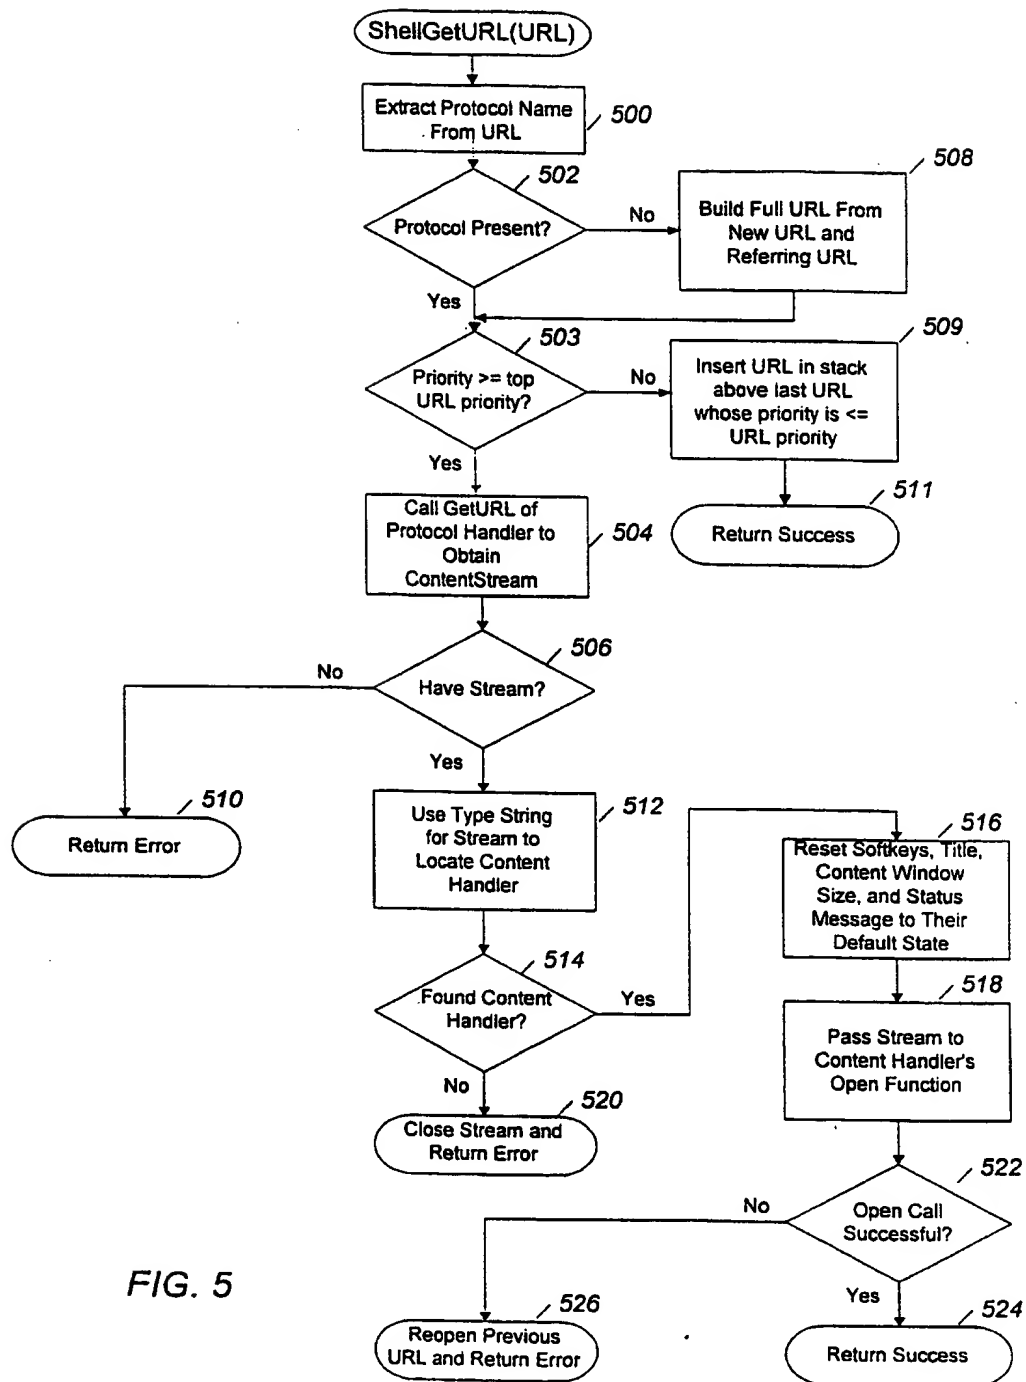 ShellGetURL(URL)
Extract Protocol Name
From URL
500
502
Protocol Present?
No
508
Build Full URL From
New URL and
Referring URL
Yes
503
Priority >= top
URL priority?
No
509
Insert URL in stack
above last URL
whose priority is <=
URL priority
Yes
511
Return Success
Call GetURL of
Protocol Handler to
Obtain
ContentStream
504
506
Have Stream?
No
Yes
510
Return Error
Use Type String
for Stream to
Locate Content
Handler
512
516
Reset Softkeys, Title,
Content Window
Size, and Status
Message to Their
Default State
514
Found Content
Handler?
Yes
518
Pass Stream to
Content Handler's
Open Function
No
520
Close Stream and
Return Error
522
Open Call
Successful?
No
Yes
FIG. 5
526
Reopen Previous
URL and Return Error
524
Return Success